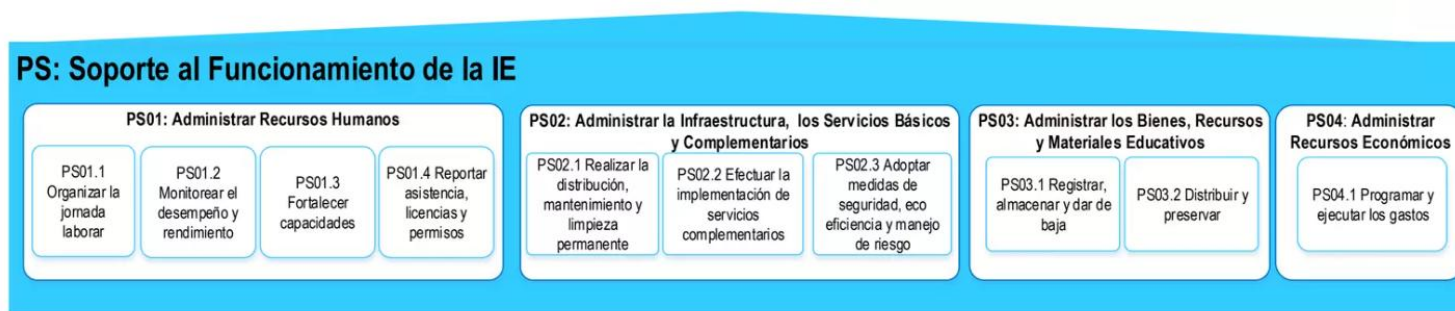 PS: Soporte al Funcionamiento de la IE
PS01: Administrar Recursos Humanos
PS01.1
Organizar la
jornada
laborar
PS01.2
Monitorear el
desempeño y
rendimiento
PS01.3
Fortalecer
capacidades
PS01.4 Reportar
asistencia,
licencias y
permisos
PS02: Administrar la Infraestructura, los Servicios Básicos
y Complementarios
PS02.1 Realizar la
distribución,
mantenimiento y
limpieza
permanente
PS02.2 Efectuar la
implementación de
servicios
complementarios
PS02.3 Adoptar
medidas de
seguridad, eco
eficiencia y manejo
de riesgo
PS03: Administrar los Bienes, Recursos
y Materiales Educativos
PS03.1 Registrar,
almacenar y dar de
baja
PS03.2 Distribuir y
preservar
PS04: Administrar
Recursos Económicos
PS04.1 Programar y
ejecutar los gastos